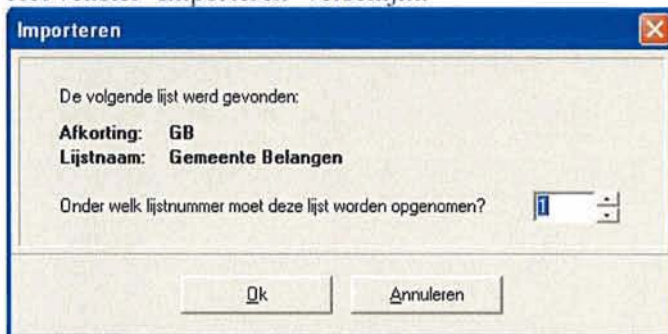 Importeren
De volgende lijst werd gevonden:
Afkorting: GB
Lijstnaam: Gemeente Belangen
Onder welk lijstnummer moet deze lijst worden opgenomen? 1
Ok Annuleren